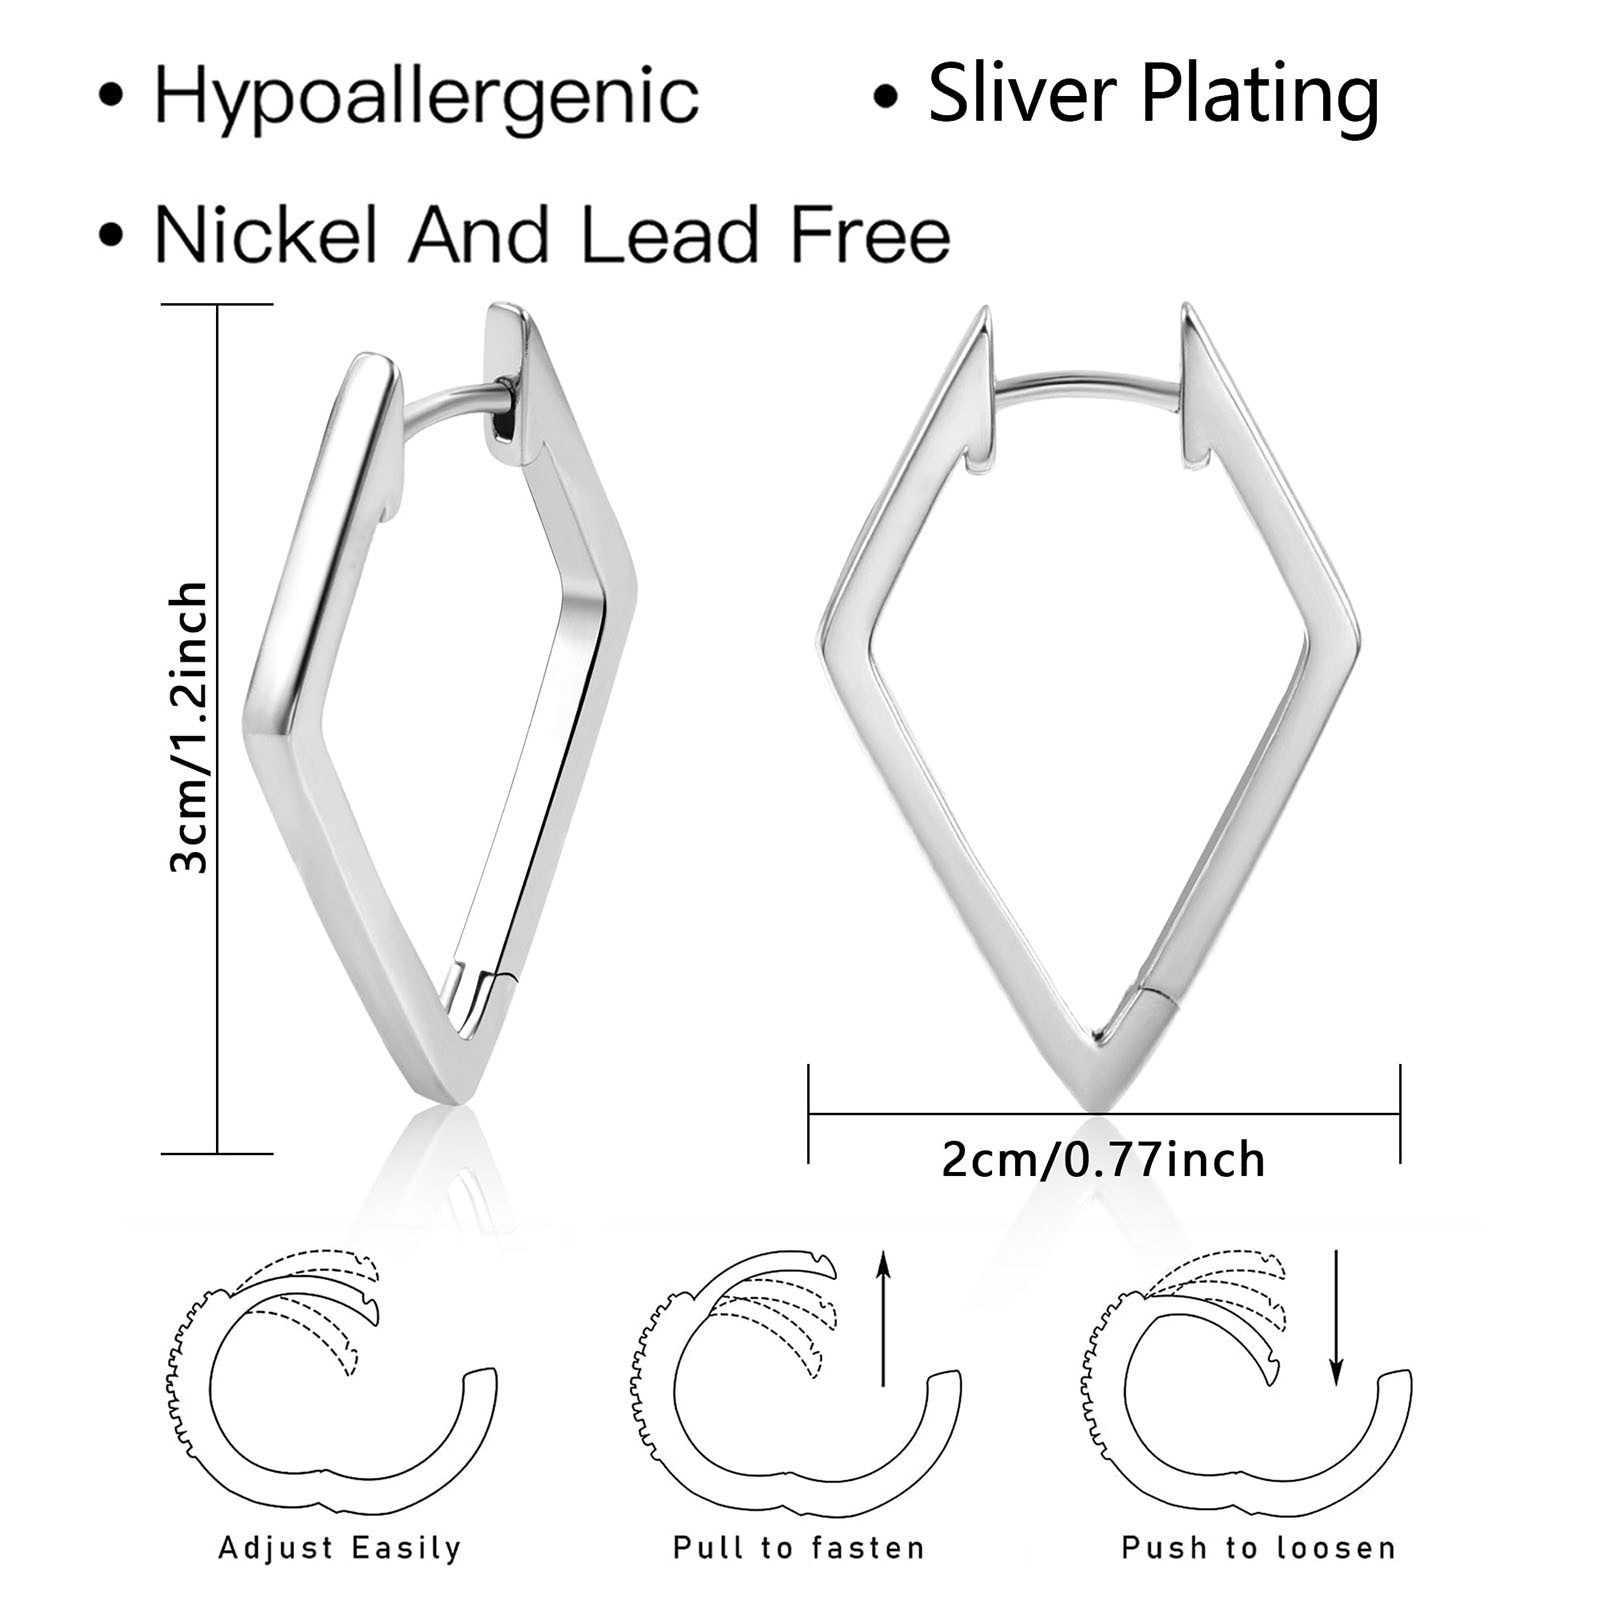 • Hypoallergenic
• Sliver Plating
• Nickel And Lead Free
3cm/1.2inch
2cm/0.77inch
Adjust Easily
Pull to fasten
Push to loosen